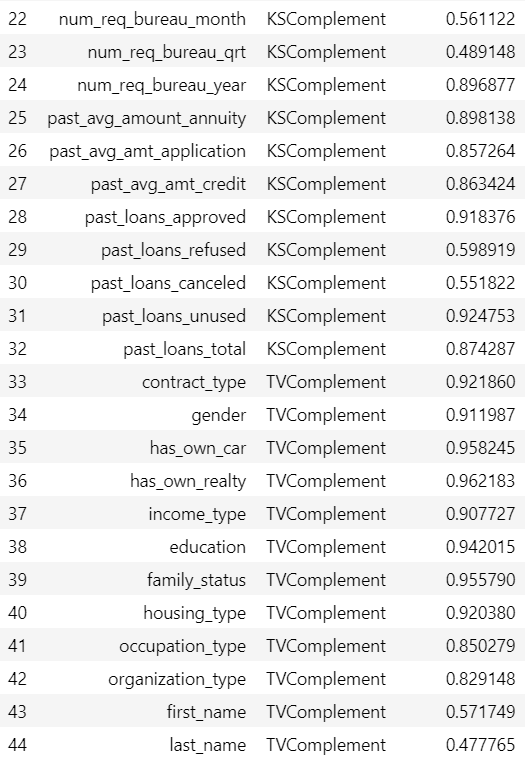 22 num_req_bureau_month KSComplement 0.561122
23 num_req_bureau_qrt KSComplement 0.489148
24 num_req_bureau_year KSComplement 0.896877
25 past_avg_amount_annuity KSComplement 0.898138
26 past_avg_amt_application KSComplement 0.857264
27 past_avg_amt_credit KSComplement 0.863424
28 past_loans_approved KSComplement 0.918376
29 past_loans_refused KSComplement 0.598919
30 past_loans_canceled KSComplement 0.551822
31 past_loans_unused KSComplement 0.924753
32 past_loans_total KSComplement 0.874287
33 contract_type TVComplement 0.921860
34 gender TVComplement 0.911987
35 has_own_car TVComplement 0.958245
36 has_own_realty TVComplement 0.962183
37 income_type TVComplement 0.907727
38 education TVComplement 0.942015
39 family_status TVComplement 0.955790
40 housing_type TVComplement 0.920380
41 occupation_type TVComplement 0.850279
42 organization_type TVComplement 0.829148
43 first_name TVComplement 0.571749
44 last_name TVComplement 0.477765